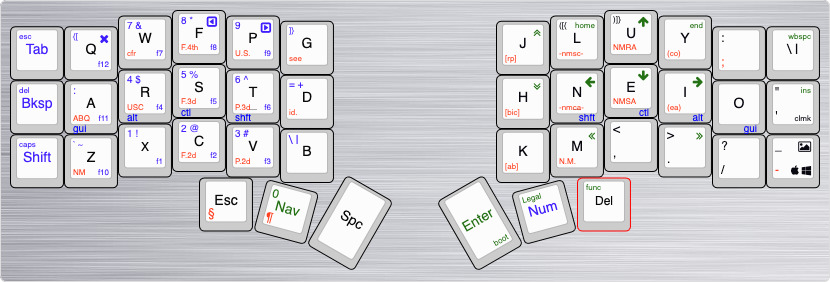 esc
Tab
{[
Q
f12
7 &
W
cfr
f7
8 *
F
F.4th
f8
9
P
U.S.
f9
]}
G
see
J
[rp]
([{
home
L
-nmsc-
)]}
U
NMRA
end
Y
(co)
:
;
wbspc
\ |
del
Bksp
:
A
ABQ
f11
gui
4 $
R
USC
f4
alt
5 %
S
F.3d
f5
ctl
6 ^
T
P.3d...
f6
shft
= +
D
id.
H
[bic]
N
-nmca-
shft
E
NMSA
ctl
I
(ea)
alt
O
gui
"
ins
'
clmk
caps
Shift
` ~
Z
NM
f10
1 !
X
f1
2 @
C
F.2d
f2
3 #
V
P.2d
f3
\ |
B
K
[ab]
M
N.M.
<
,
>
.
?
/
_
-
Esc
§
0
Nav
¶
Spc
Enter
boot
Legal
Num
func
Del